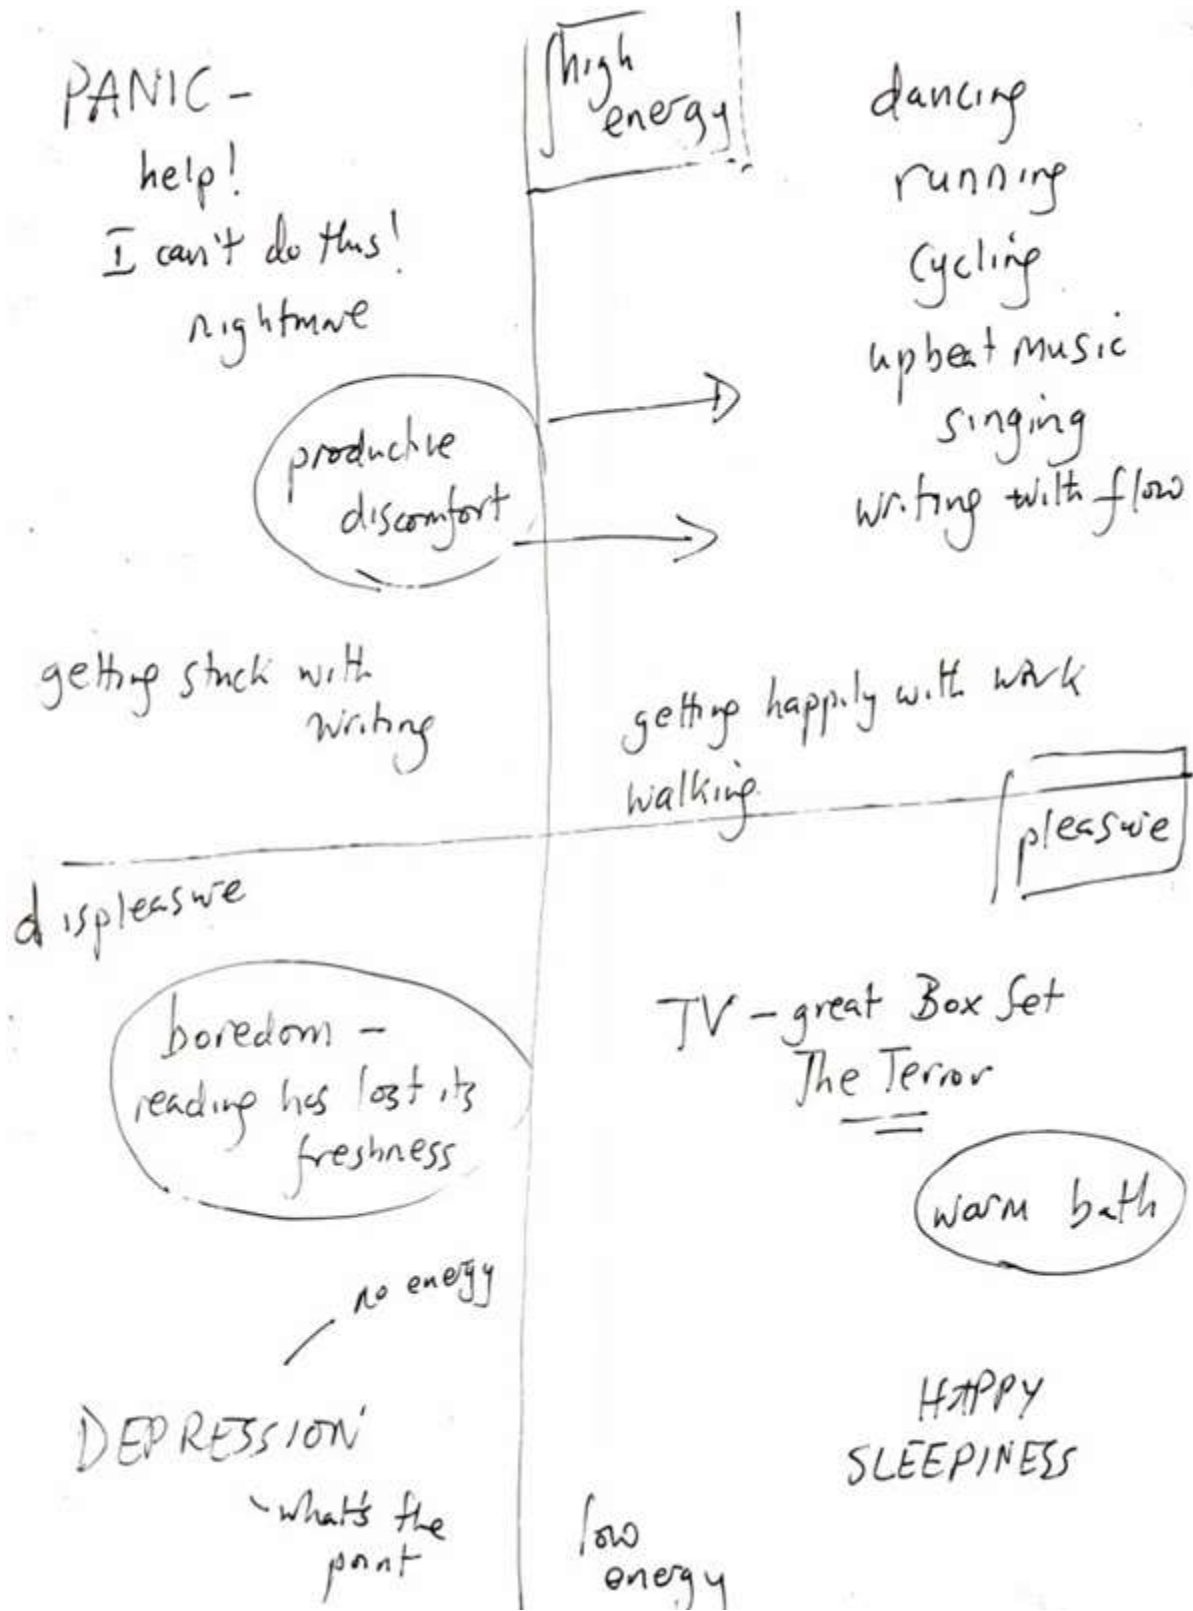 PANIC -
help!
I can't do this!
nightmare
productive
discomfort
getting stuck with
writing
high
energy
dancing
running
cycling
upbeat music
singing
writing with flow
getting happily with work
walking
pleasure
displeasure
boredom -
reading has lost its
freshness
no energy
DEPRESSION
- what's the
point
TV - great Box Set
The Terror
warm bath
HAPPY
SLEEPINESS
low
energy